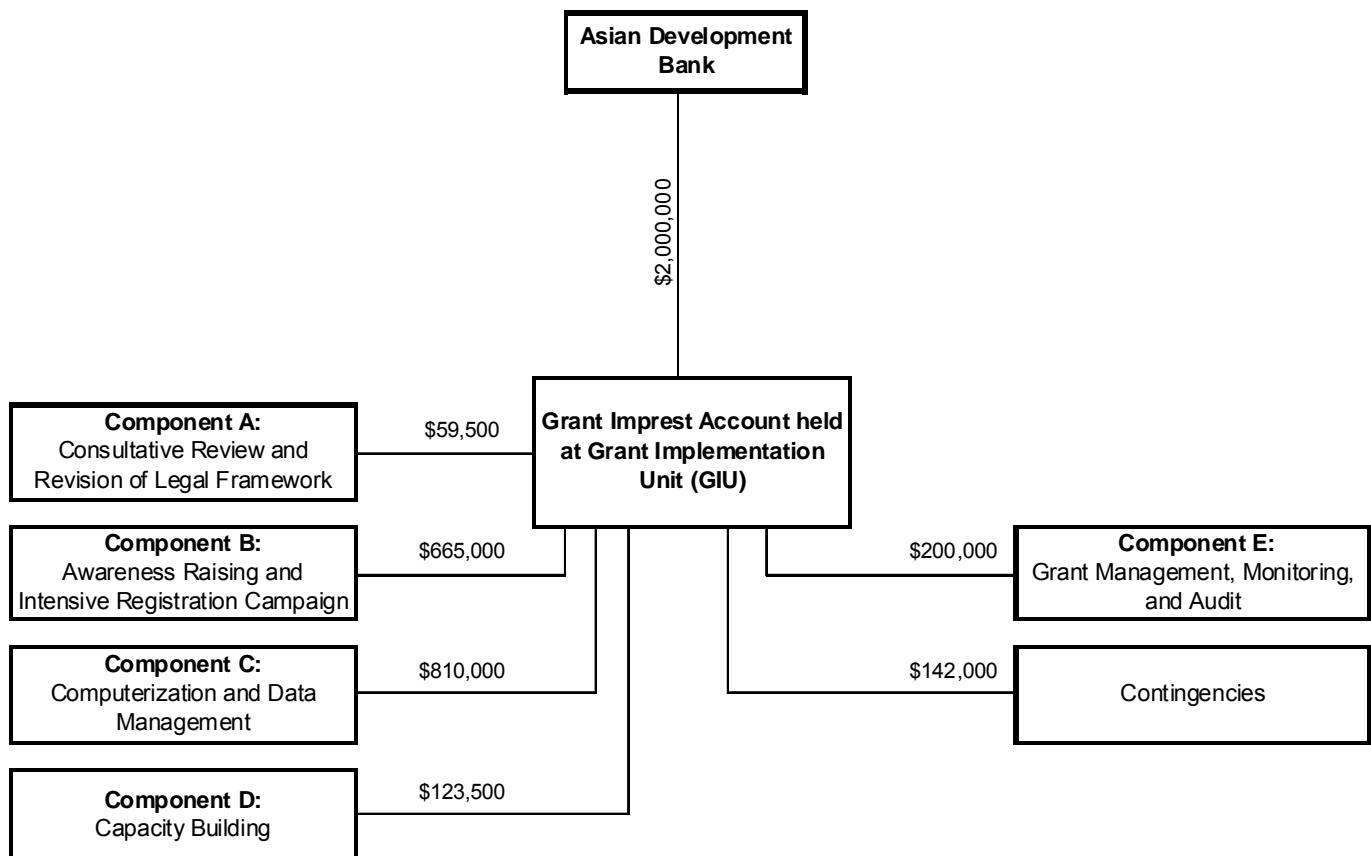 Asian Development
Bank
$2,000,000
Grant Imprest Account held
at Grant Implementation
Unit (GIU)
Component A:
Consultative Review and
Revision of Legal Framework
$59,500
Component B:
Awareness Raising and
Intensive Registration Campaign
$665,000
Component C:
Computerization and Data
Management
$810,000
Component D:
Capacity Building
$123,500
$200,000
Component E:
Grant Management, Monitoring,
and Audit
$142,000
Contingencies